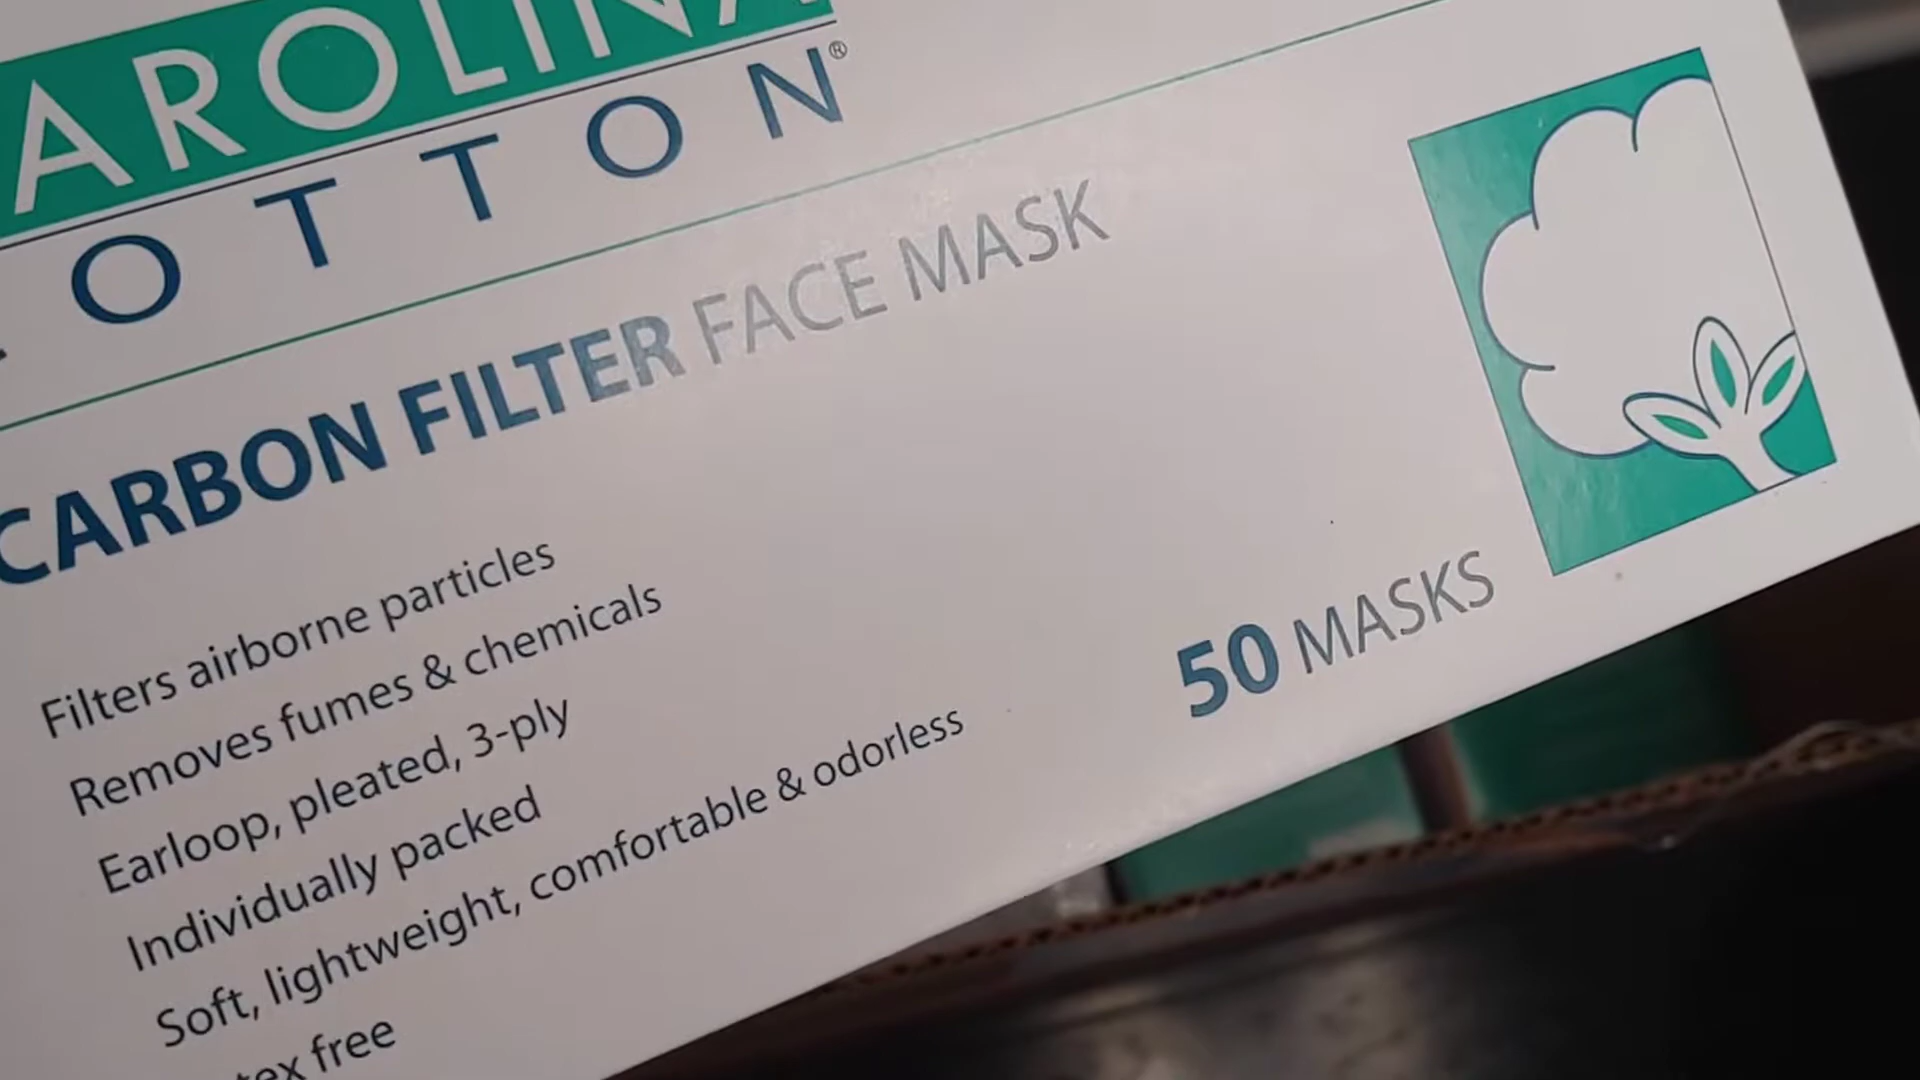 AROLINA
OTTON®
CARBON FILTER FACE MASK
Filters airborne particles
Removes fumes & chemicals
Earloop, pleated, 3-ply
Individually packed
Soft, lightweight, comfortable & odorless
tex free
50 MASKS